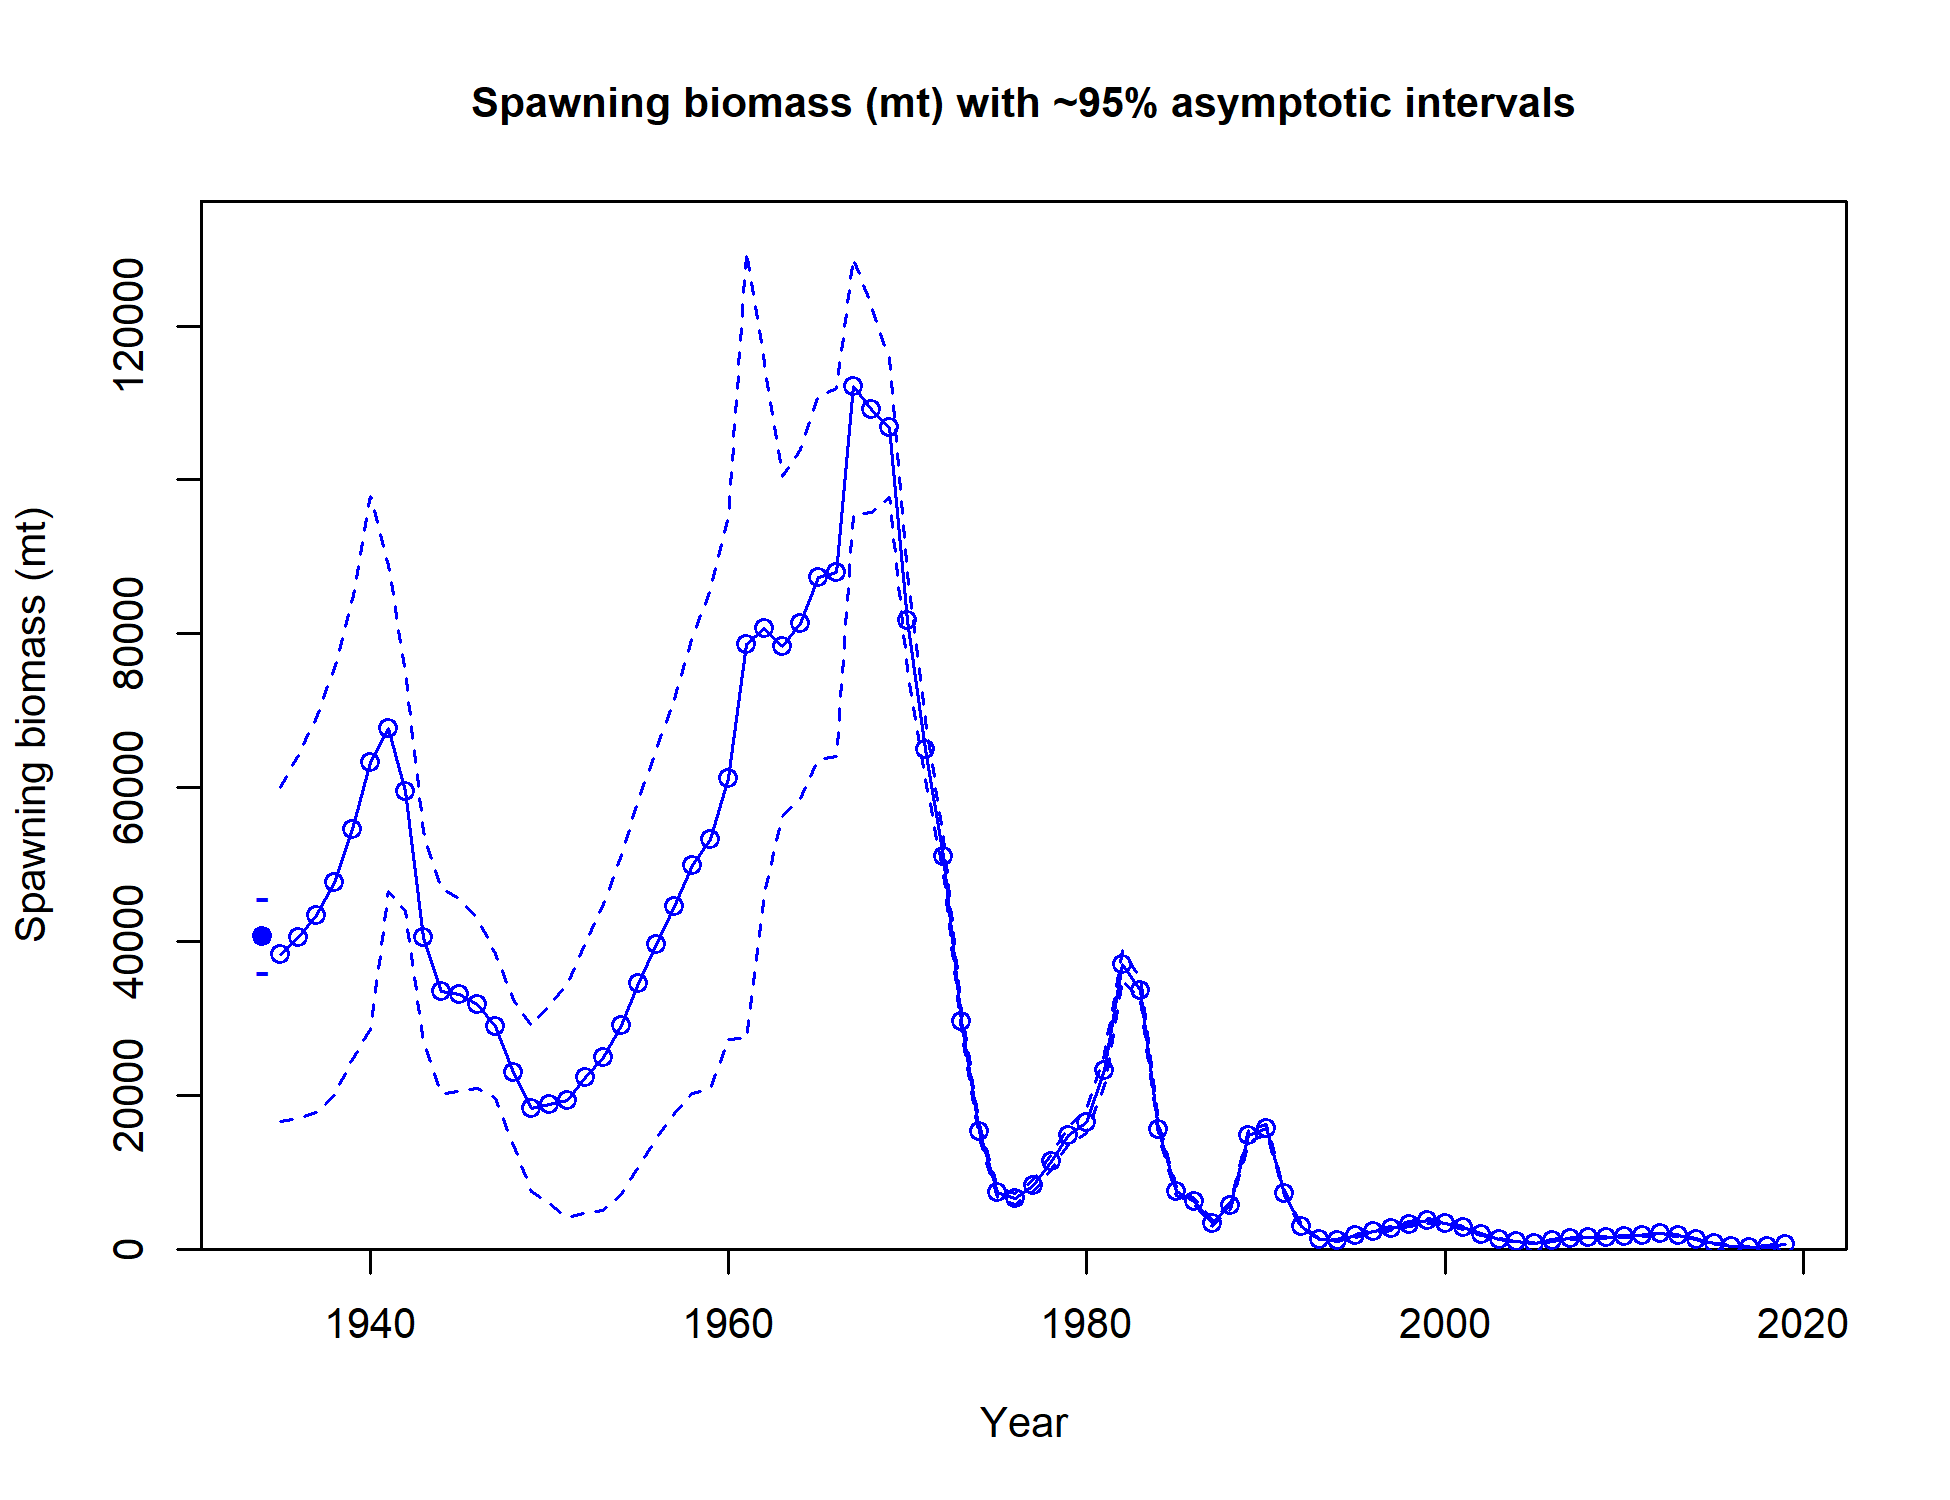 Spawning biomass (mt) with ~95% asymptotic intervals
Spawning biomass (mt)
120000
80000
60000
40000
20000
0
1940 1960 1980 2000 2020
Year